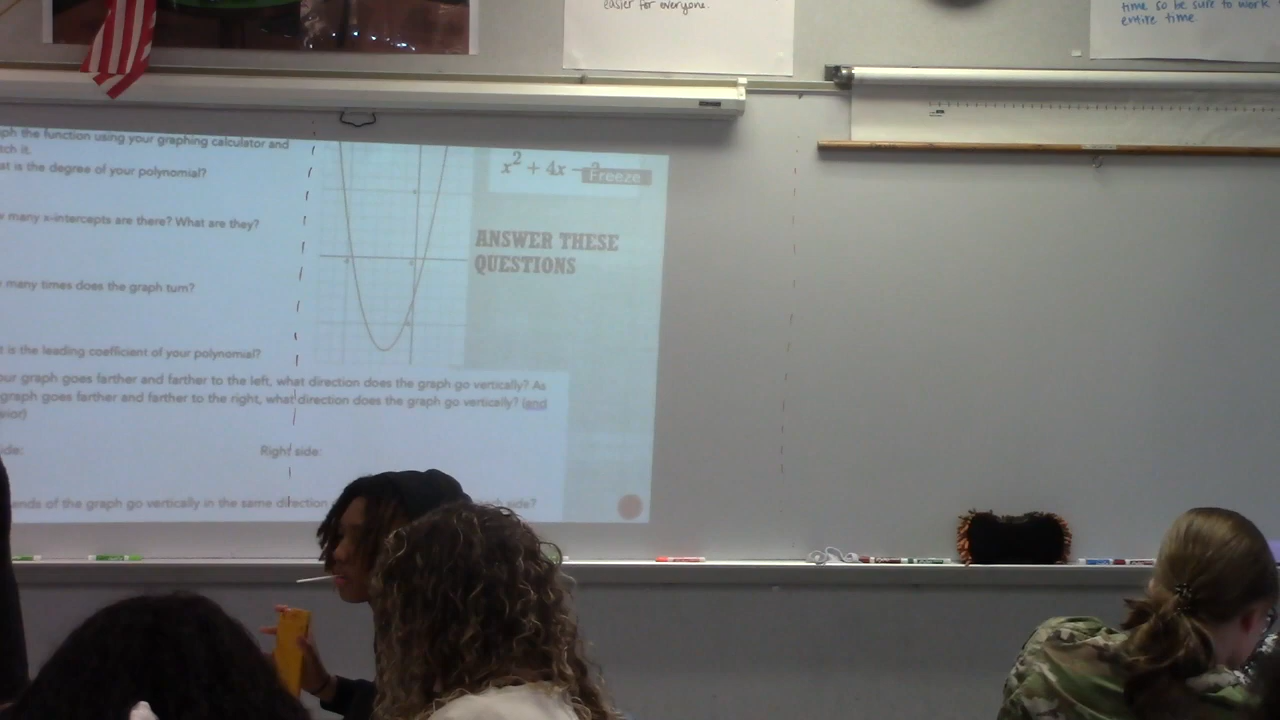 easier for everyone.
time so be sure to work
entire time.
ph the function using your graphing calculator and
tch it.
at is the degree of your polynomial?
many x-intercepts are there? What are they?
many times does the graph turn?
t is the leading coefficient of your polynomial?
our graph goes farther and farther to the left, what direction does the graph go vertically? As
graph goes farther and farther to the right, what direction does the graph go vertically? (end
vior)
ide:
Right side:
ends of the graph go vertically in the same direction
side?
x² + 4x −
Freeze
ANSWER THESE
QUESTIONS